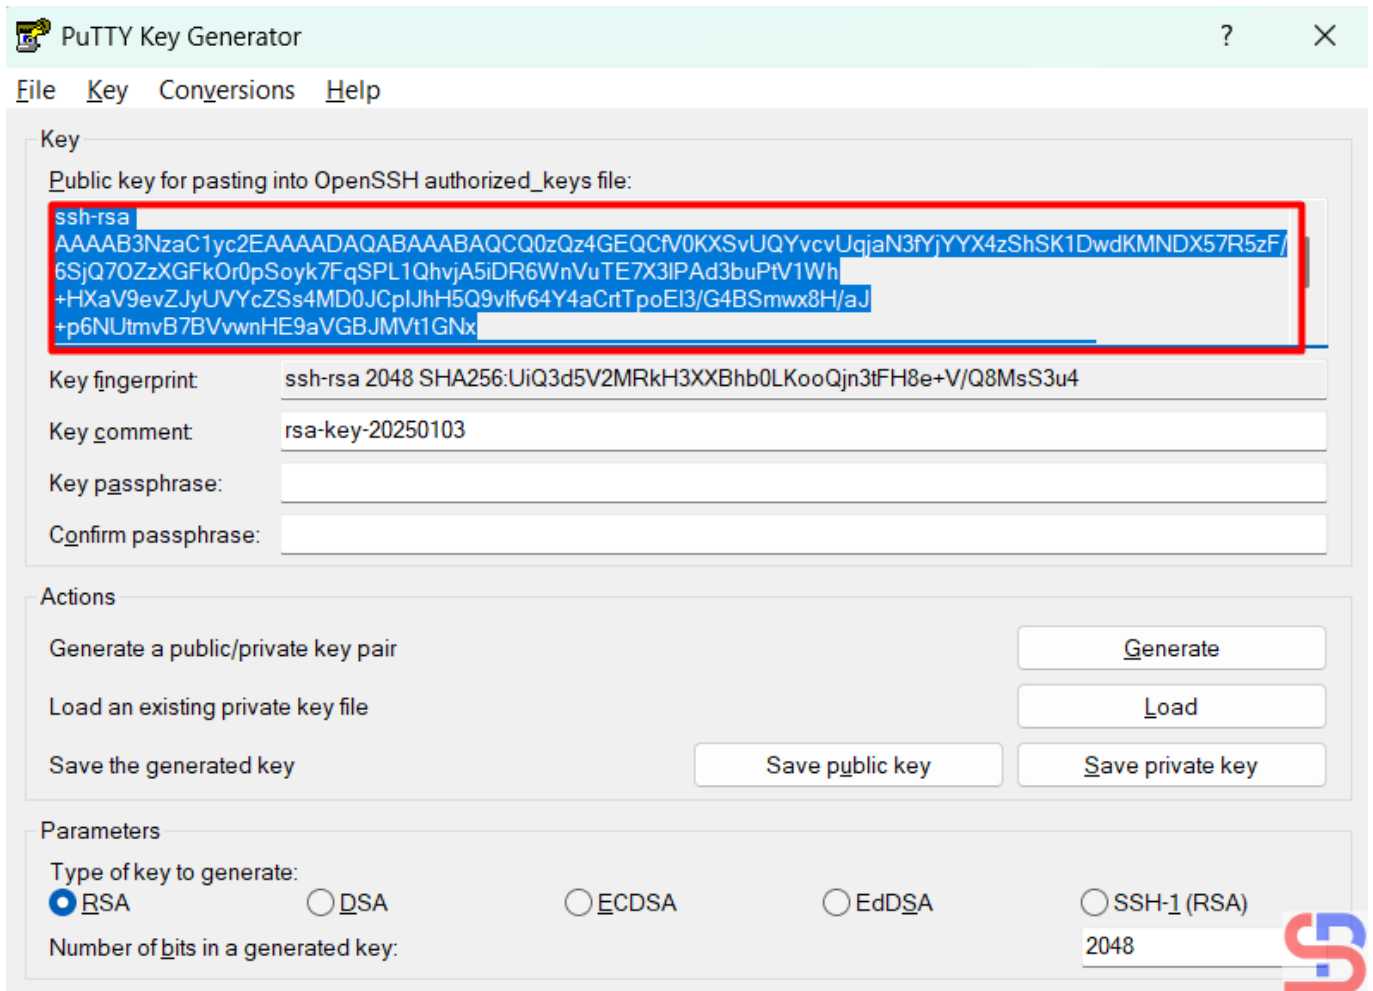 PuTTY Key Generator
?
File Key Conversions Help
Key
Public key for pasting into OpenSSH authorized_keys file:
ssh-rsa
AAAAB3NzaC1yc2EAAAADAQABAAABAQCQ0zQz4GEQCfV0KXSvUQYvcvUqjaN3fYjYYX4zShSK1DwdKMNDX57R5zF/
6SjQ7OZzXGFkOr0pSoyk7FqSPL1QhvjA5iDR6WnVuTE7X3lPAd3buPtV1Wh
+HXaV9evZJyUVYcZSs4MD0JCpIJhH5Q9vlfv64Y4aCrtTpoEl3/G4BSmwx8H/aJ
+p6NUtmvB7BVvwnHE9aVGBJMVt1GNx
Key fingerprint: ssh-rsa 2048 SHA256:UiQ3d5V2MRkH3XXBhb0LKooQjn3tFH8e+V/Q8MsS3u4
Key comment: rsa-key-20250103
Key passphrase:
Confirm passphrase:
Actions
Generate a public/private key pair Generate
Load an existing private key file Load
Save the generated key Save public key Save private key
Parameters
Type of key to generate:
RSA DSA ECDSA EdDSA SSH-1 (RSA)
Number of bits in a generated key: 2048